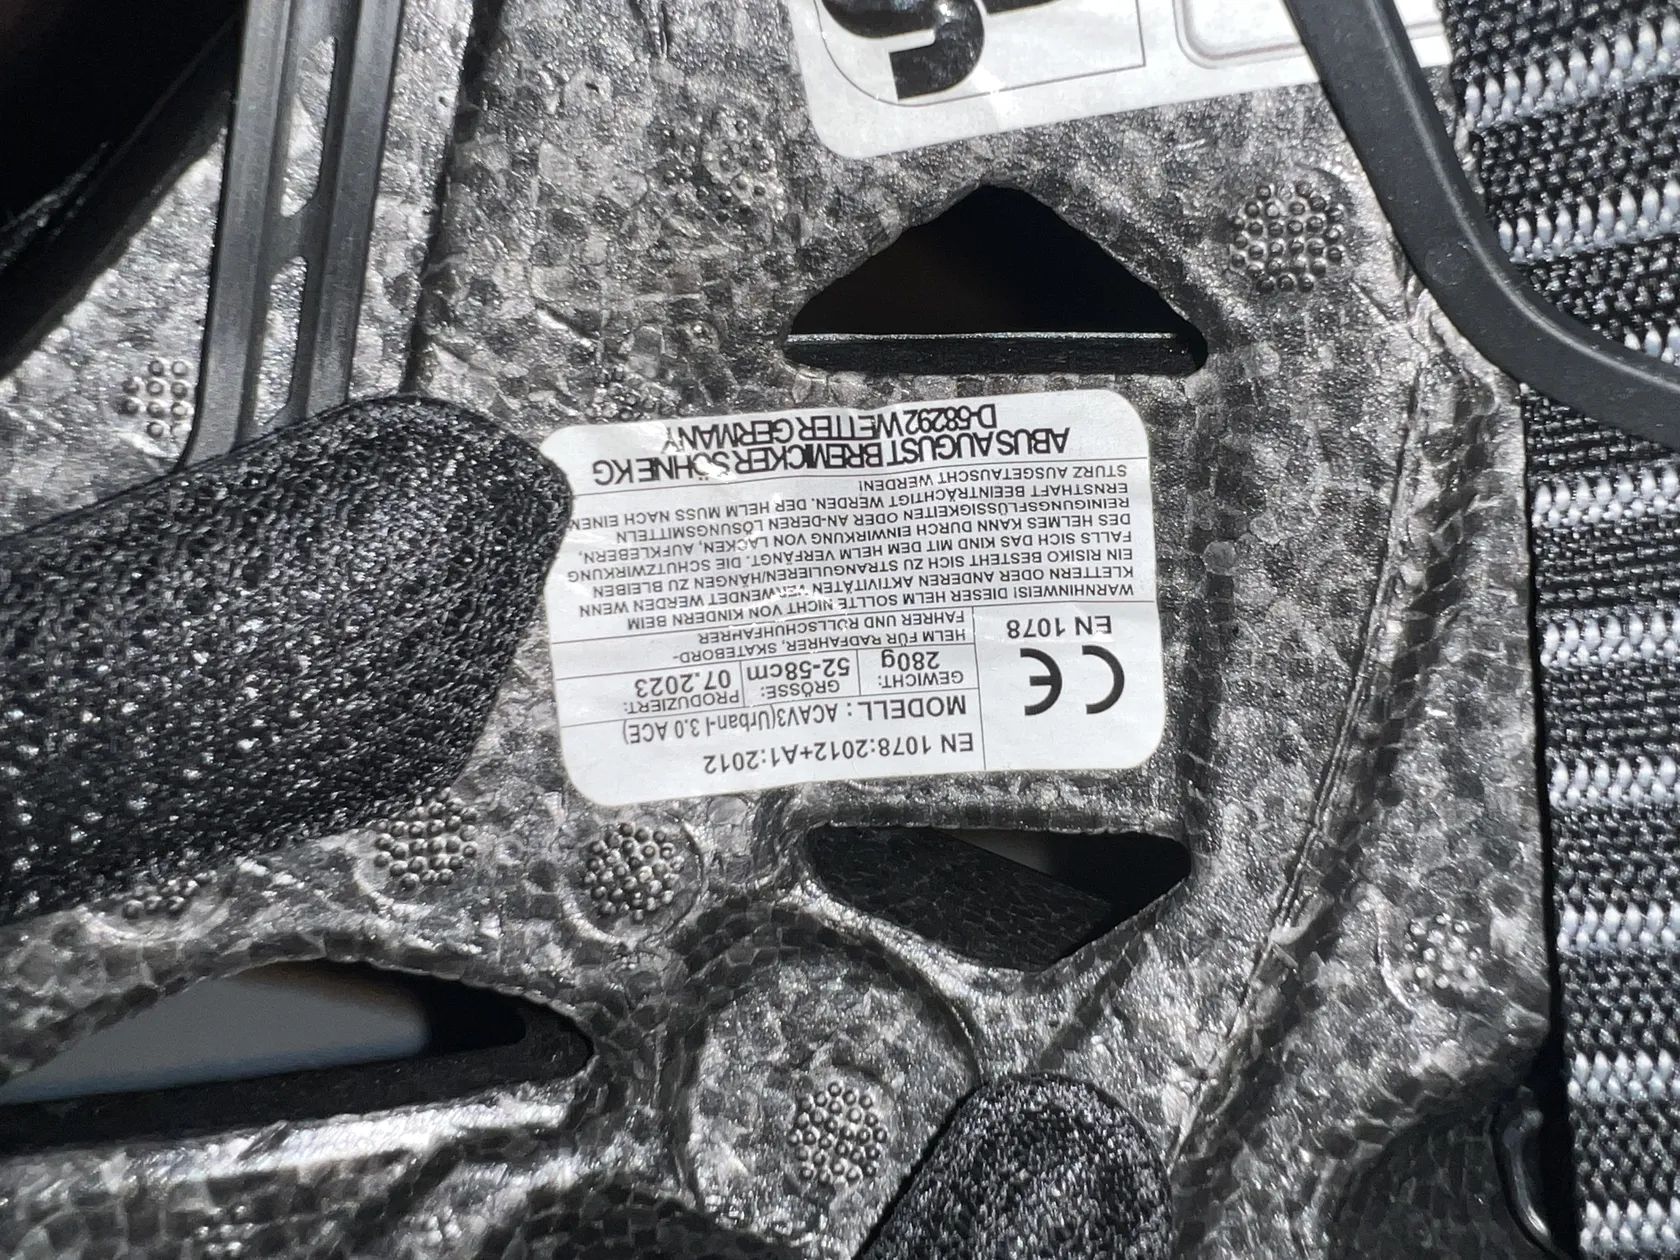 EN 1078:2012+A1:2012
MODELL : ACAV3(Urban-I 3.0 ACE)
CE
GEWICHT: GRÖSSE: PRODUZIERT:
280g 52-58cm 07.2023
EN 1078
HELM FÜR RADFAHRER, SKATEBORD-
FAHRER UND ROLLSCHUHFAHRER
WARNHINWEIS! DIESER HELM SOLLTE NICHT VON KINDERN BEIM
KLETTERN ODER ANDEREN AKTIVITÄTEN VERWENDET WERDEN WENN
EIN RISIKO BESTEHT SICH ZU STRANGULIEREN/HÄNGEN ZU BLEIBEN
FALLS SICH DAS KIND MIT DEM HELM VERFÄNGT. DIE SCHUTZWIRKUNG
DES HELMES KANN DURCH EINWIRKUNG VON LACKEN, AUFKLEBERN,
REINIGUNGSFLÜSSIGKEITEN ODER AN-DEREN LÖSUNGSMITTELN
ERNSTHAFT BEEINTRÄCHTIGT WERDEN. DER HELM MUSS NACH EINEM
STURZ AUSGETAUSCHT WERDEN!
ABUS AUGUST BREMICKER SÖHNE KG
D-58292 WETTER GERMANY